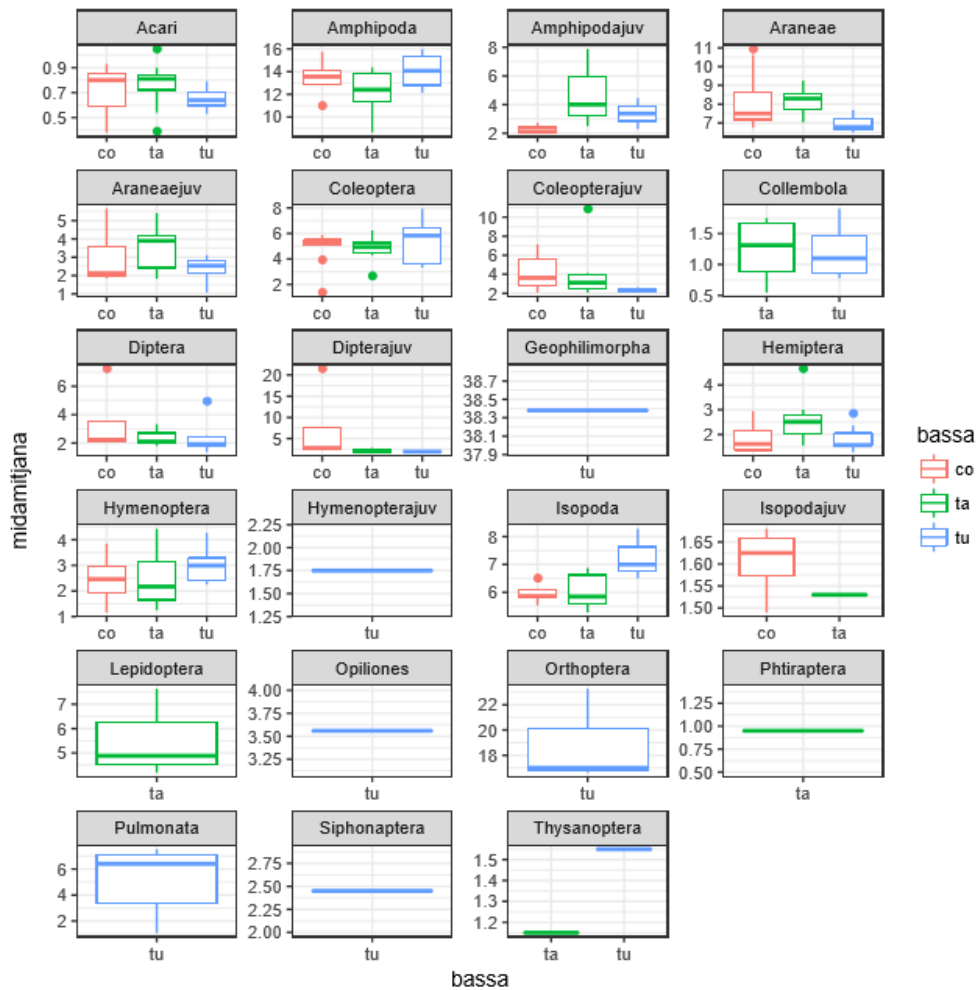 Acari Amphipoda Amphipodajuv Araneae
0.9 0.7 0.5
16 14 12 10
8 6 4 2
11 10 9 8 7
co ta tu co ta tu co ta tu co ta tu
Araneaejuv Coleoptera Coleopterajuv Collembola
5 4 3 2 1
8 6 4 2
10 8 6 4 2
1.5 1.0 0.5
co ta tu co ta tu co ta tu ta tu
Diptera Dipterajuv Geophilimorpha Hemiptera
6 4 2
20 15 10 5
38.7 38.4 38.1 37.9
4 3 2
co ta tu co ta tu tu co ta tu
Hymenoptera Hymenopterajuv Isopoda Isopodajuv
4 3 2 1
2.25 2.00 1.75 1.50 1.25
8 7 6
1.65 1.60 1.55 1.50
co ta tu tu co ta tu co ta
Lepidoptera Opiliones Orthoptera Phtiraptera
7 6 5
4.00 3.75 3.50 3.25
22 20 18
1.25 1.00 0.75 0.50
ta tu tu ta
Pulmonata Siphonaptera Thysanoptera
6 4 2
2.75 2.50 2.25 2.00
1.5 1.4 1.3 1.2
tu tu ta tu
bassa
midamitjana
bassa
co
ta
tu